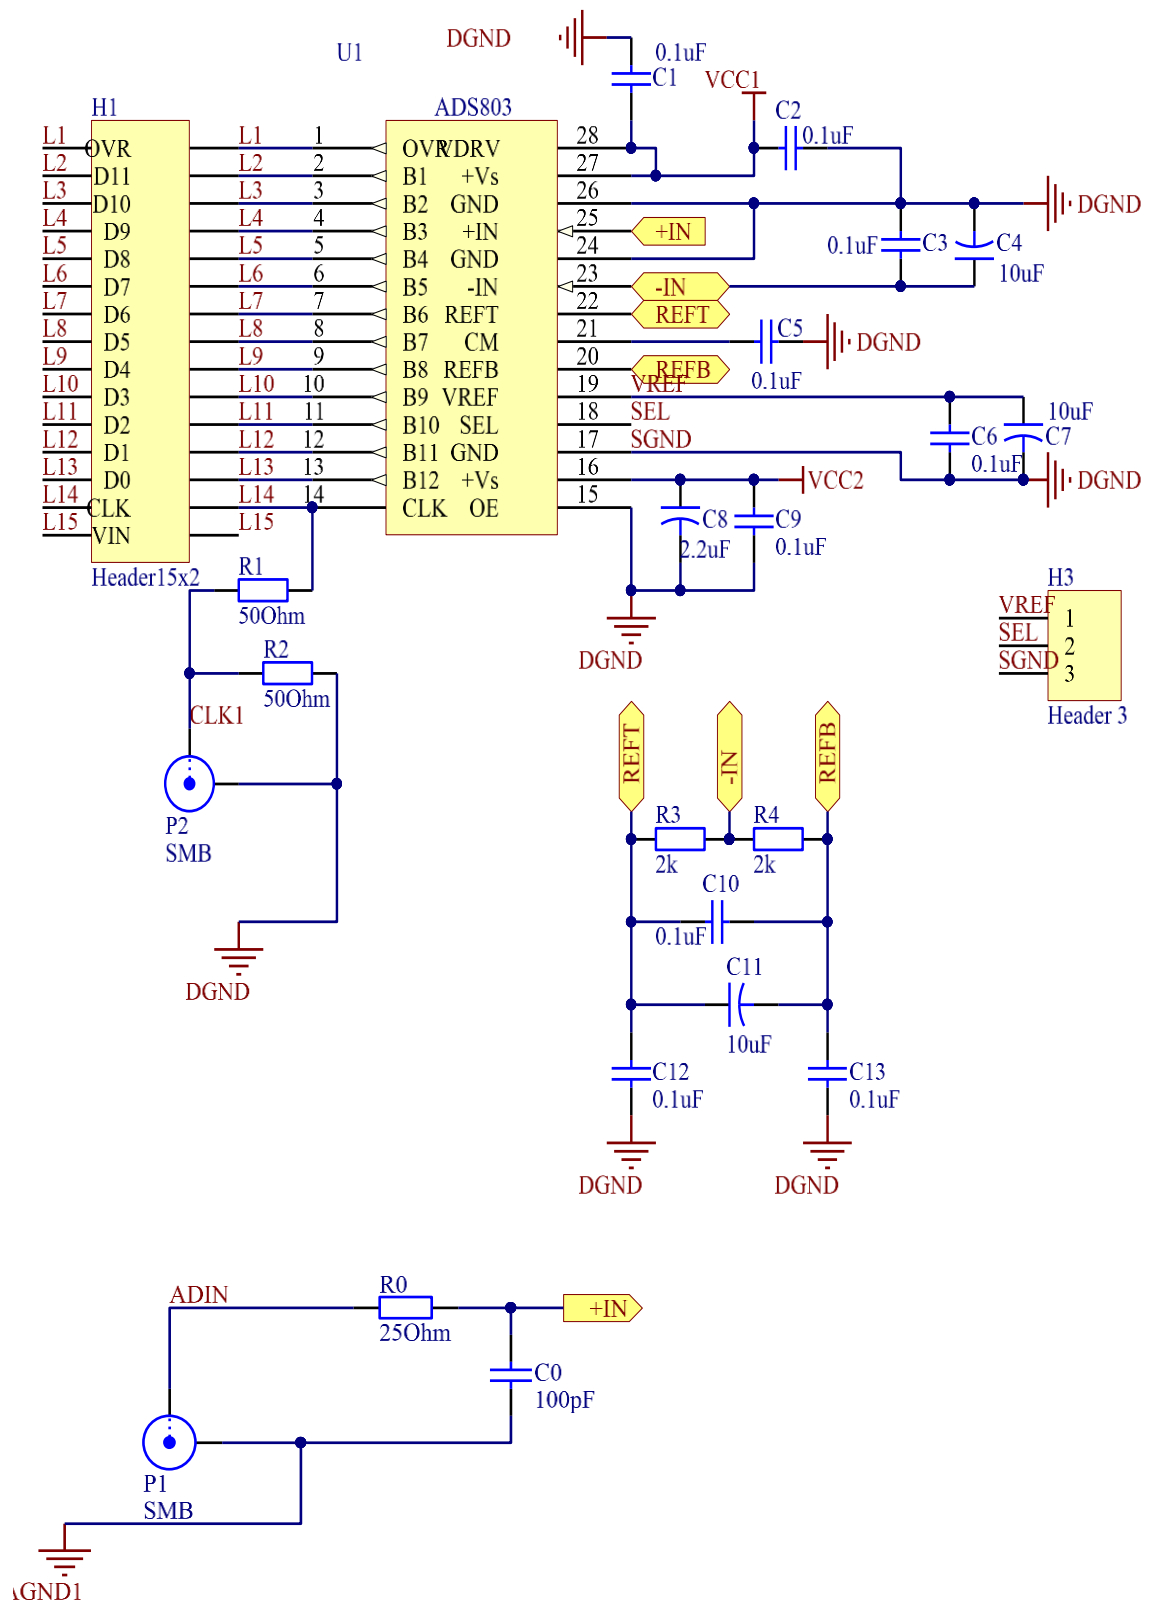 DGND
U1
0.1uF
C1
VCC1
H1
ADS803
C2
0.1uF
L1 OVR L1 1 OVR VDRV 28
L2 D11 L2 2 B1 +Vs 27
L3 D10 L3 3 B2 GND 26 DGND
L4 D9 L4 4 B3 +IN 25 +IN
0.1uF C3 C4
L5 D8 L5 5 B4 GND 24
10uF
L6 D7 L6 6 B5 -IN 23 -IN
L7 D6 L7 7 B6 REFT 22 REFT
L8 D5 L8 8 B7 CM 21 C5 DGND
0.1uF
L9 D4 L9 9 B8 REFB 20 REFB
L10 D3 L10 10 B9 VREF 19 VREF
L11 D2 L11 11 B10 SEL 18 SEL
10uF
L12 D1 L12 12 B11 GND 17 SGND
C6 C7
0.1uF
L13 D0 L13 13 B12 +Vs 16 VCC2 DGND
L14 CLK L14 14 CLK OE 15
L15 VIN L15
C8 C9
2.2uF 0.1uF
Header15x2
R1
50Ohm
H3
VREF 1
SEL 2
SGND 3
Header 3
DGND
R2
50Ohm
CLK1
P2
SMB
DGND
REFT -IN REFB
R3 R4
2k 2k
C10
0.1uF
C11
10uF
C12 C13
0.1uF 0.1uF
DGND DGND
ADIN
R0
25Ohm
+IN
C0
100pF
P1
SMB
AGND1